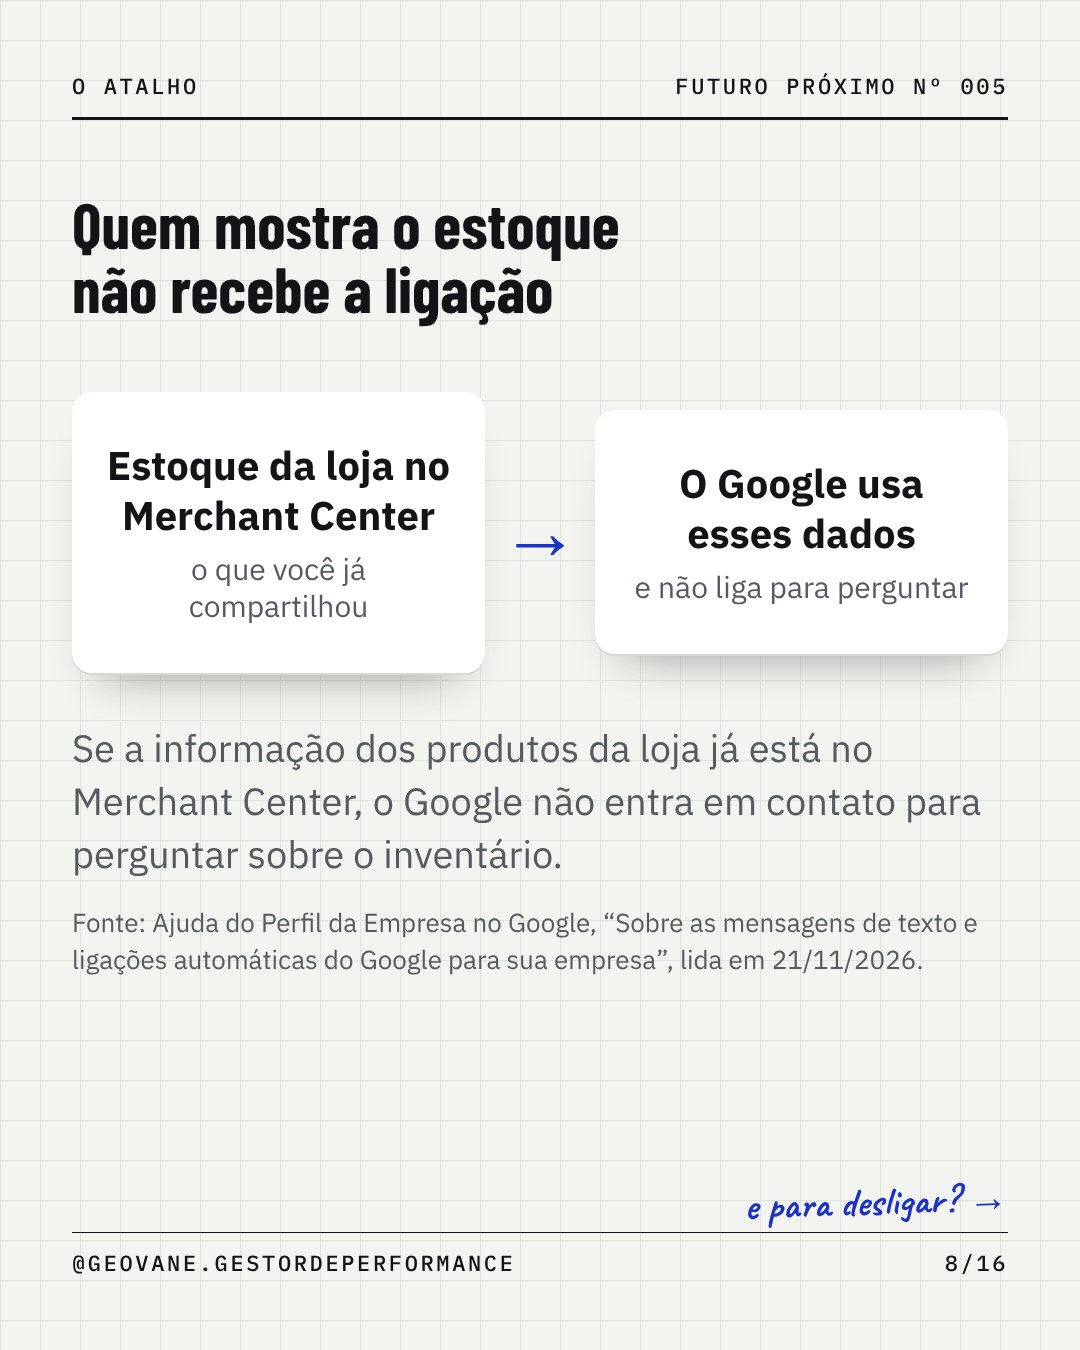 O ATALHO
FUTURO PRÓXIMO Nº 005
Quem mostra o estoque
não recebe a ligação
Estoque da loja no
Merchant Center
o que você já
compartilhou
→
O Google usa
esses dados
e não liga para perguntar
Se a informação dos produtos da loja já está no
Merchant Center, o Google não entra em contato para
perguntar sobre o inventário.
Fonte: Ajuda do Perfil da Empresa no Google, “Sobre as mensagens de texto e
ligações automáticas do Google para sua empresa”, lida em 21/11/2026.
e para desligar? →
@GEOVANE.GESTORDEPERFORMANCE
8/16